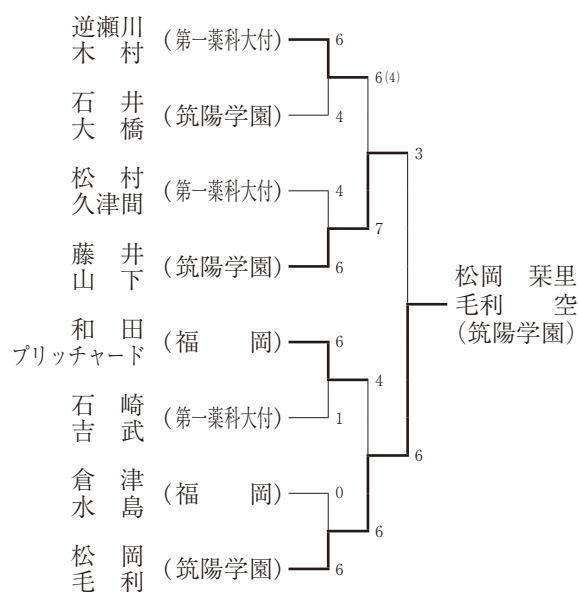 逆瀬川
木村
(第一薬科大付)
6
6(4)
石井
大橋
(筑陽学園)
4
3
松村
久津間
(第一薬科大付)
4
7
藤井
山下
(筑陽学園)
6
松岡 栞里
毛利 空
(筑陽学園)
和田
プリッチャード
(福岡)
6
4
石崎
吉武
(第一薬科大付)
1
6
倉津
水島
(福岡)
0
6
松岡
毛利
(筑陽学園)
6